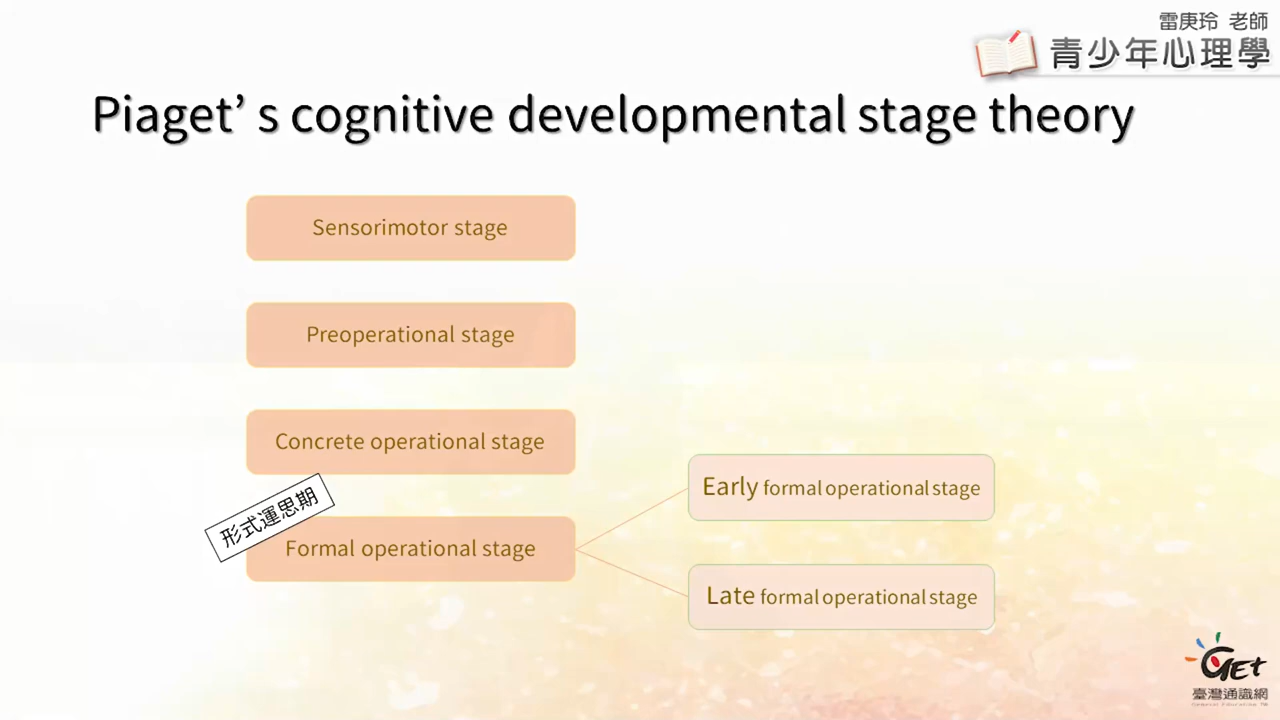 雷庚玲 老師
青少年心理學
Piaget’ s cognitive developmental stage theory
Sensorimotor stage
Preoperational stage
Concrete operational stage
形式運思期
Formal operational stage
Early formal operational stage
Late formal operational stage
GEt
臺灣通識網